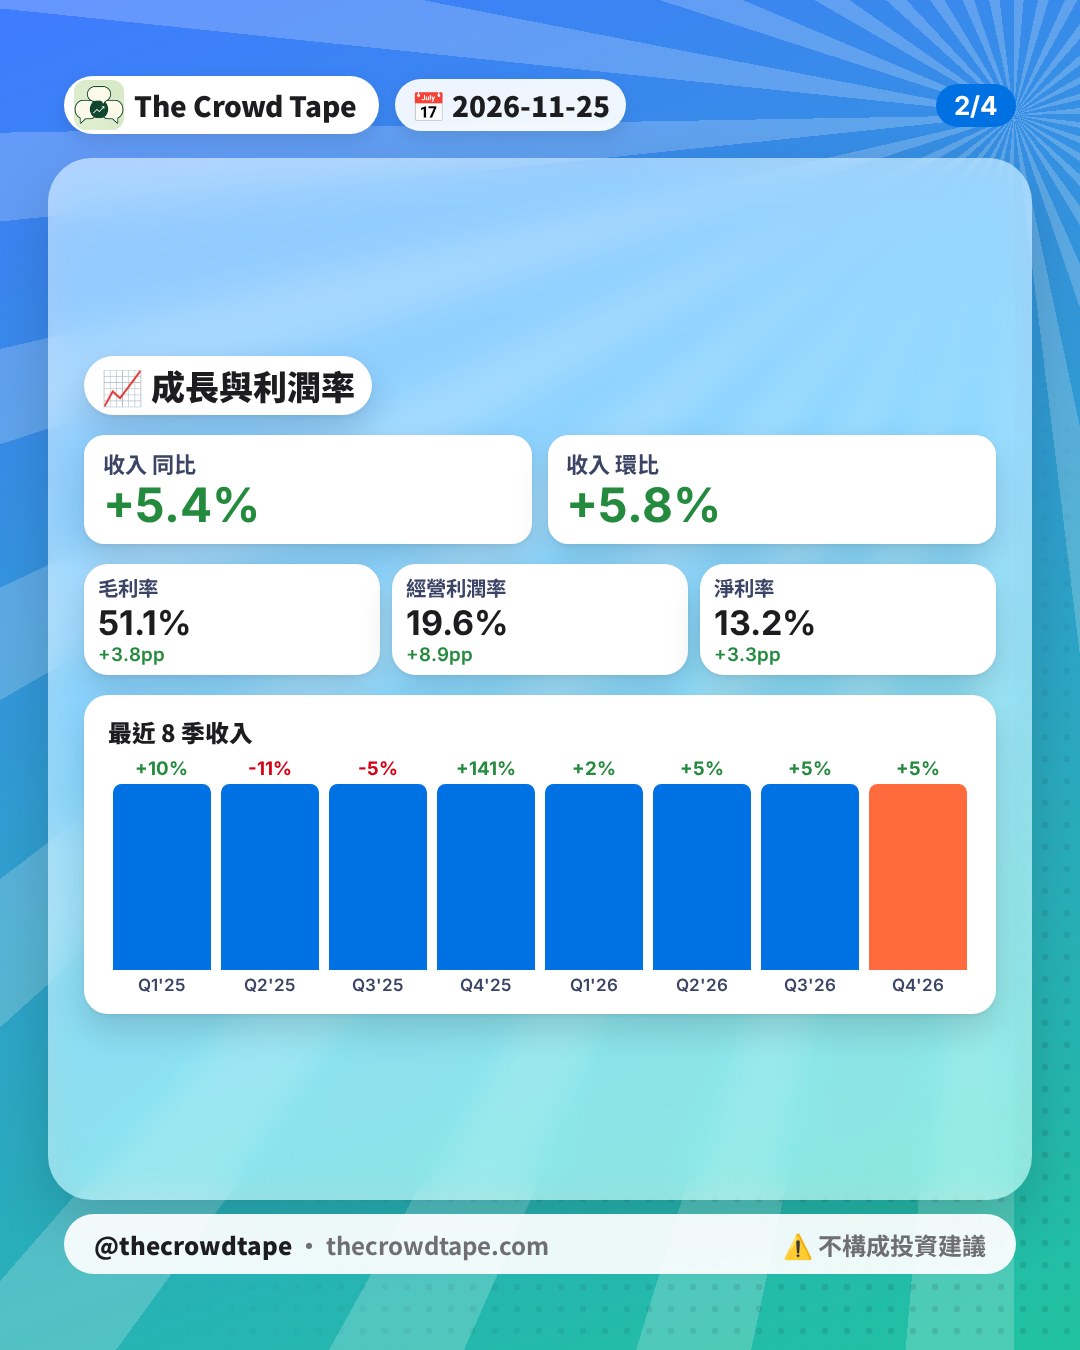 The Crowd Tape
2026-11-25
2/4
成長與利潤率
收入 同比
+5.4%
收入 環比
+5.8%
毛利率
51.1%
+3.8pp
經營利潤率
19.6%
+8.9pp
淨利率
13.2%
+3.3pp
最近 8 季收入
+10% -11% -5% +141% +2% +5% +5% +5%
Q1'25 Q2'25 Q3'25 Q4'25 Q1'26 Q2'26 Q3'26 Q4'26
@thecrowdtape • thecrowdtape.com
⚠️ 不構成投資建議